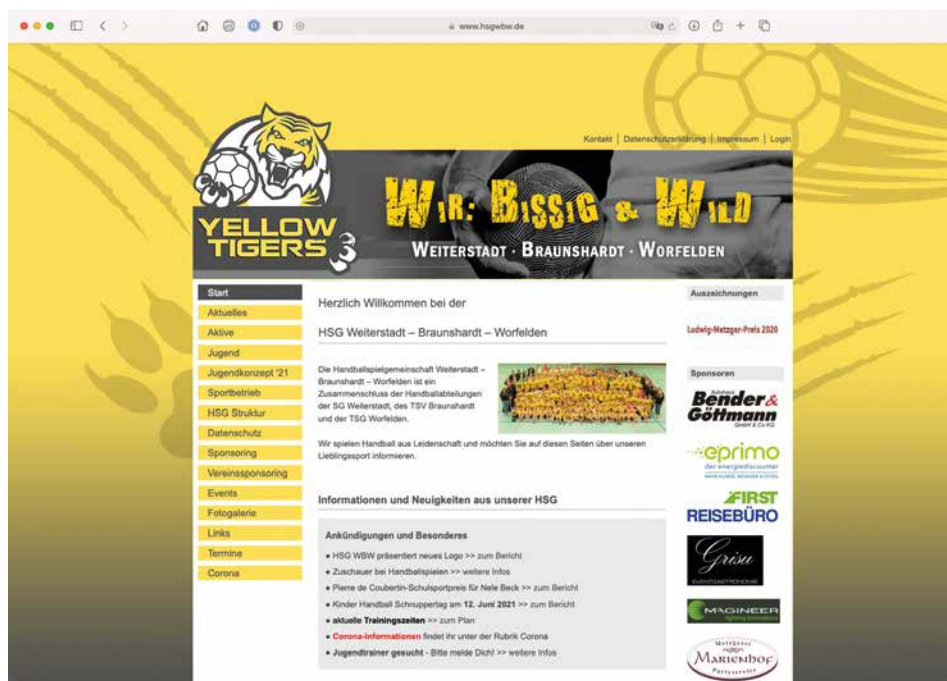 www.hsgwbw.de
Kontakt | Datenschutzerklärung | Impressum | Login
YELLOW
TIGERS
WIR: BISSIG & WILD
WEITERSTADT · BRAUNSHARDT · WORFELDEN
Start
Aktuelles
Aktive
Jugend
Jugendkonzept '21
Sportbetrieb
HSG Struktur
Datenschutz
Sponsoring
Vereinssponsoring
Events
Fotogalerie
Links
Termine
Corona
Herzlich Willkommen bei der
HSG Weiterstadt – Braunshardt – Worfelden
Die Handballspielgemeinschaft Weiterstadt –
Braunshardt – Worfelden ist ein
Zusammenschluss der Handballabteilungen
der SG Weiterstadt, des TSV Braunshardt
und der TSG Worfelden.
Wir spielen Handball aus Leidenschaft und möchten Sie auf diesen Seiten über unseren
Lieblingssport informieren.
Informationen und Neuigkeiten aus unserer HSG
Ankündigungen und Besonderes
• HSG WBW präsentiert neues Logo >> zum Bericht
• Zuschauer bei Handballspielen >> weitere Infos
• Pierre de Coubertin-Schulsportpreis für Nele Beck >> zum Bericht
• Kinder Handball Schnuppertag am 12. Juni 2021 >> zum Bericht
• aktuelle Trainingszeiten >> zum Plan
• Corona-Informationen findet ihr unter der Rubrik Corona
• Jugendtrainer gesucht - Bitte melde Dich! >> weitere Infos
Auszeichnungen
Ludwig-Metzger-Preis 2020
Sponsoren
Autohaus
Bender &
Göttmann
GmbH & Co.KG
eprimo
der energiediscounter
FIRST
REISEBÜRO
Grisu
EVENTGASTRONOMIE
MAGINEER
Metzgerei
MARIENHOF
Partyservice